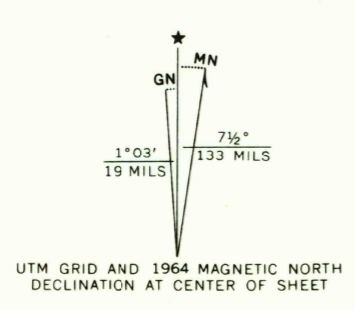 ★
MN
GN
7½°
133 MILS
1°03'
19 MILS
UTM GRID AND 1964 MAGNETIC NORTH
DECLINATION AT CENTER OF SHEET